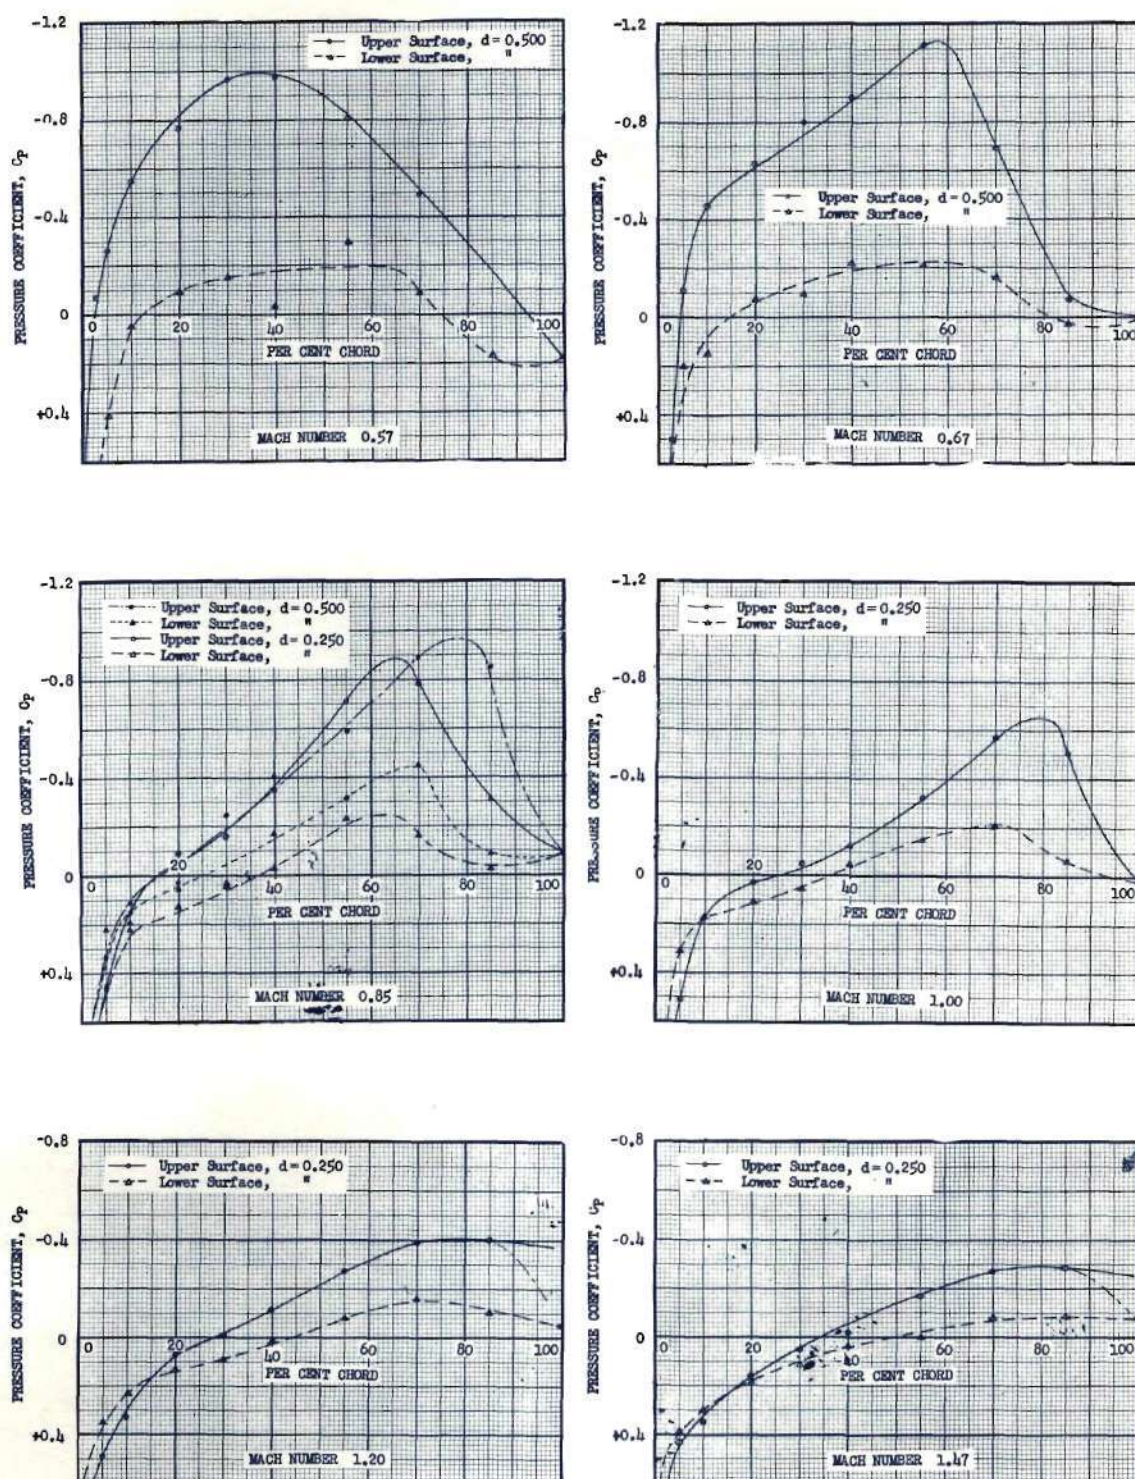 -1.2
-0.8
-0.4
0
+0.4
PRESSURE COEFFICIENT, Cp
Upper Surface, d=0.500
Lower Surface, "
20 40 60 80 100
PER CENT CHORD
MACH NUMBER 0.57
-1.2
-0.8
-0.4
0
+0.4
PRESSURE COEFFICIENT, Cp
Upper Surface, d=0.500
Lower Surface, "
0 20 40 60 80 100
PER CENT CHORD
MACH NUMBER 0.67
-1.2
-0.8
-0.4
0
+0.4
PRESSURE COEFFICIENT, Cp
Upper Surface, d=0.500
Lower Surface, "
Upper Surface, d=0.250
Lower Surface, "
0 20 40 60 80 100
PER CENT CHORD
MACH NUMBER 0.85
-1.2
-0.8
-0.4
0
+0.4
COEFFICIENT, Cp
Upper Surface, d=0.250
Lower Surface, "
0 20 40 60 80 100
PER CENT CHORD
MACH NUMBER 1.00
-0.8
-0.4
0
+0.4
PRESSURE COEFFICIENT, Cp
Upper Surface, d=0.250
Lower Surface, "
0 20 40 60 80 100
PER CENT CHORD
MACH NUMBER 1.20
-0.8
-0.4
0
+0.4
PRESSURE COEFFICIENT, Cp
Upper Surface, d=0.250
Lower Surface, "
0 20 40 60 80 100
PER CENT CHORD
MACH NUMBER 1.47